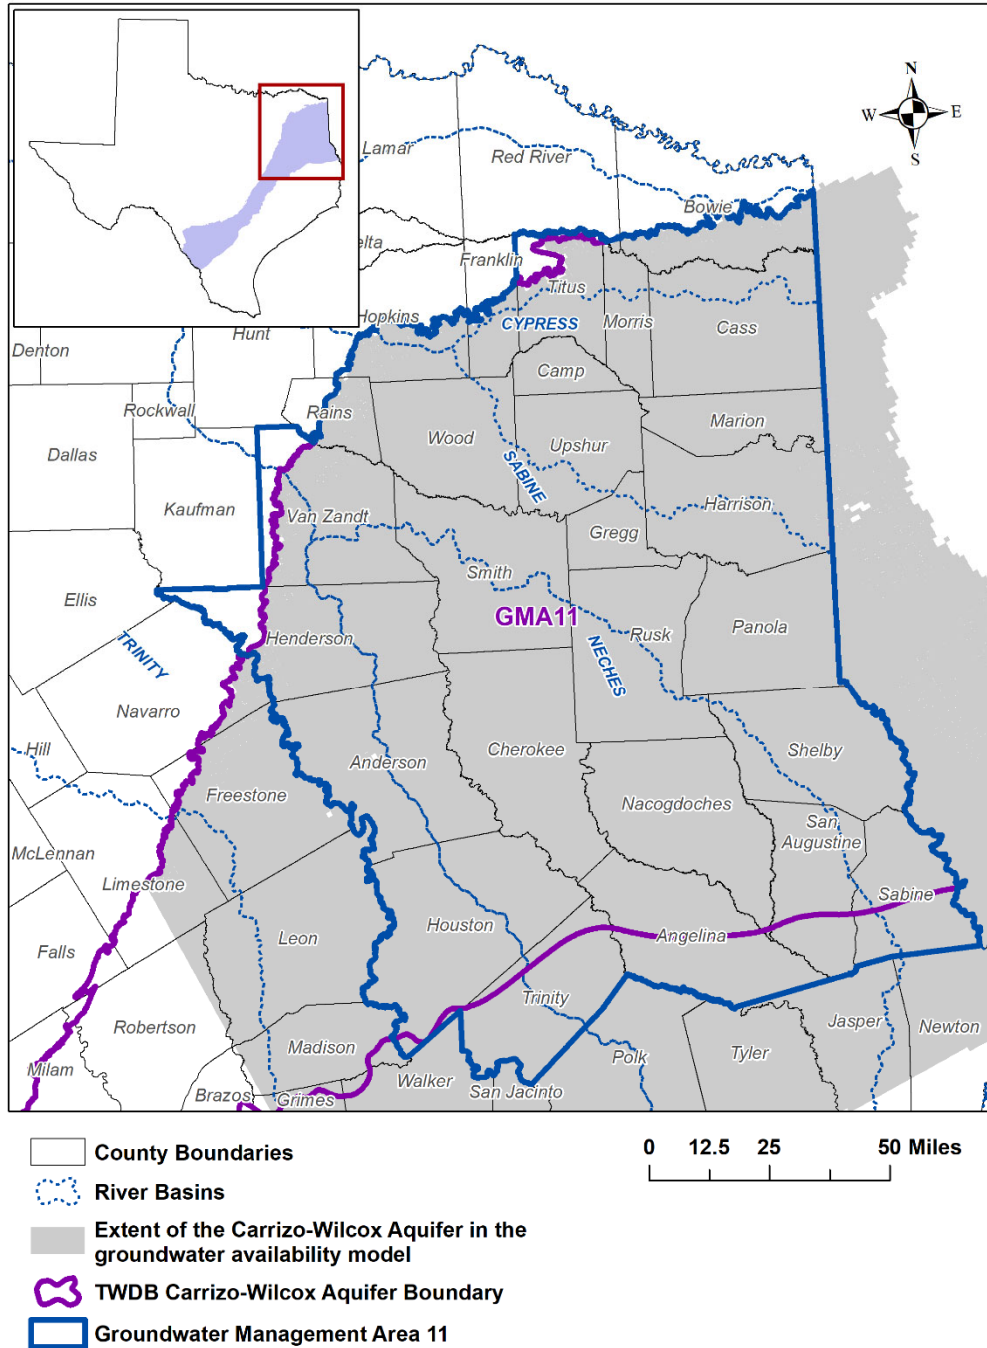 N
W E
S
Lamar
Red River
Bowie
elta
Franklin
Titus
Hopkins
CYPRESS
Morris
Cass
Hunt
Denton
Camp
Rockwall
Rains
Wood
Upshur
Marion
Dallas
SABINE
Kaufman
Van Zandt
Gregg
Harrison
Smith
Ellis
GMA11
Henderson
Rusk
Panola
TRINITY
NECHES
Navarro
Hill
Anderson
Cherokee
Shelby
Freestone
Nacogdoches
San
Augustine
McLennan
Limestone
Sabine
Houston
Leon
Angelina
Falls
Trinity
Robertson
Jasper
Newton
Madison
Polk
Tyler
Milam
Walker
San Jacinto
Brazos
Grimes
County Boundaries
0 12.5 25 50 Miles
River Basins
Extent of the Carrizo-Wilcox Aquifer in the
groundwater availability model
TWDB Carrizo-Wilcox Aquifer Boundary
Groundwater Management Area 11